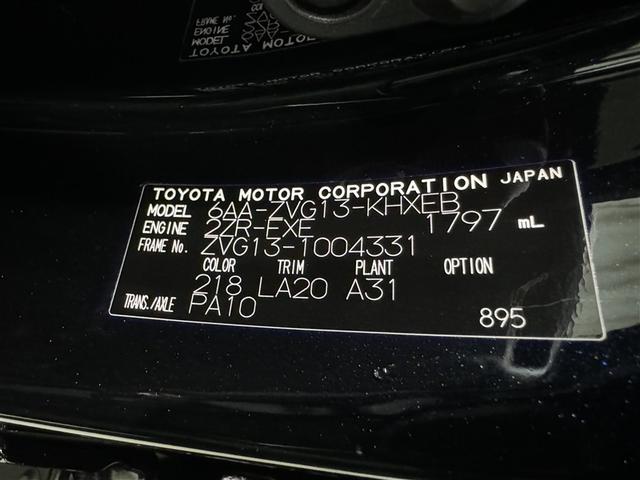 TOYOTA MOTOR CORPORATION JAPAN
MODEL 6AA-ZVG13-KHXEB
ENGINE 2ZR-EXE 1797 mL
FRAME No. ZVG13-1004331
COLOR TRIM PLANT OPTION
218 LA20 A31
TRANS./AXLE PA10 895